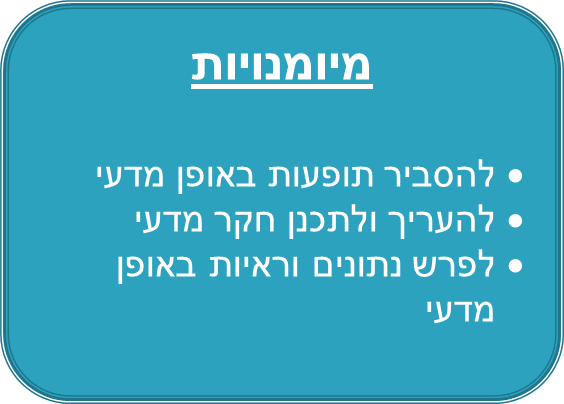 מיומנויות
• להסביר תופעות באופן מדעי
• להעריך ולתכנן חקר מדעי
• לפרש נתונים וראיות באופן
מדעי